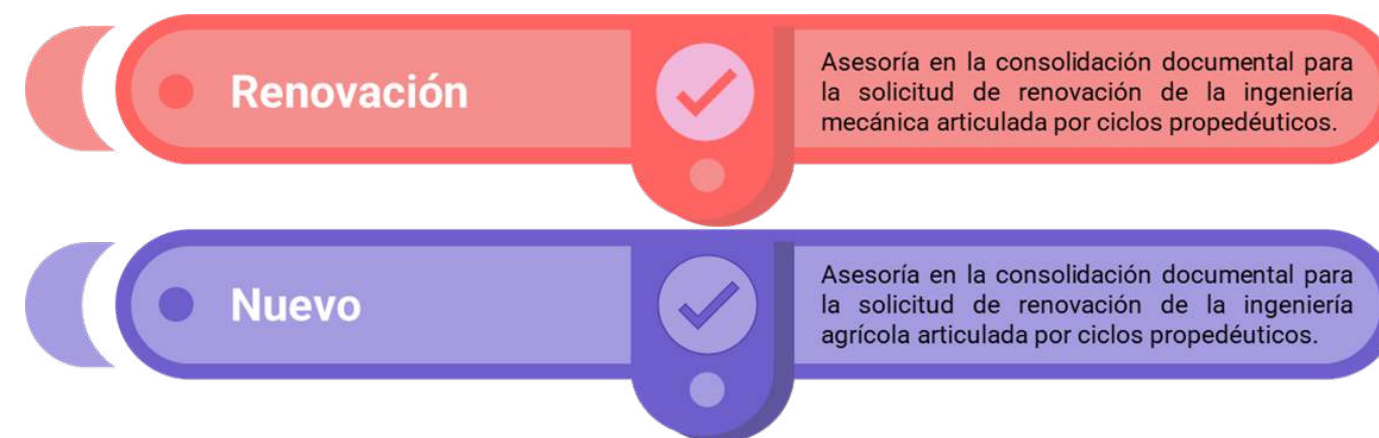 Renovación
Asesoría en la consolidación documental para
la solicitud de renovación de la ingeniería
mecánica articulada por ciclos propedéuticos.
Nuevo
Asesoría en la consolidación documental para
la solicitud de renovación de la ingeniería
agrícola articulada por ciclos propedéuticos.